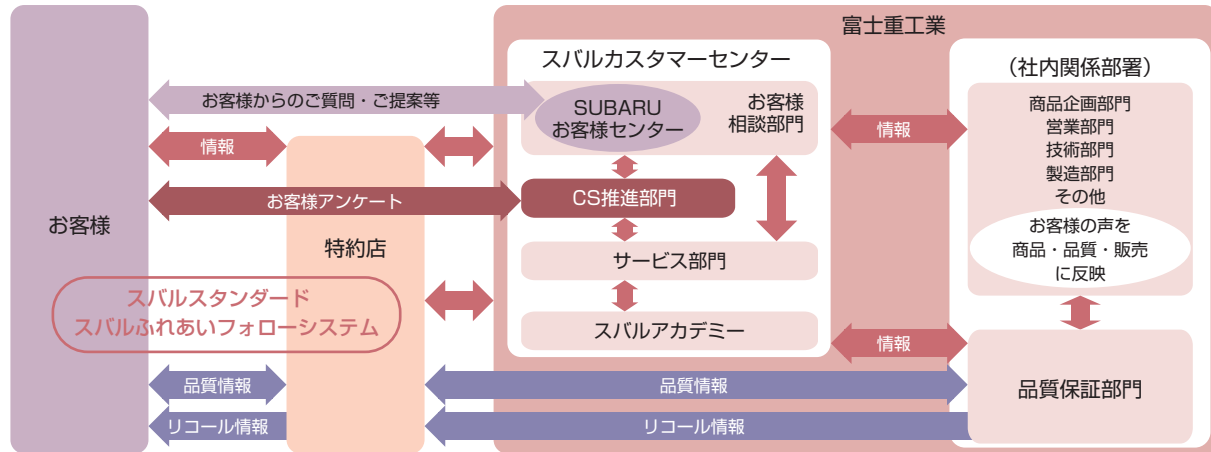 富士重工業
スバルカスタマーセンター
（社内関係部署）
お客様からのご質問・ご提案等
SUBARU
お客様センター
お客様
相談部門
情報
情報
商品企画部門
営業部門
技術部門
製造部門
その他
お客様アンケート
CS推進部門
お客様
特約店
お客様の声を
商品・品質・販売
に反映
サービス部門
スバルスタンダード
スバルふれあいフォローシステム
スバルアカデミー
情報
品質情報
品質情報
品質保証部門
リコール情報
リコール情報